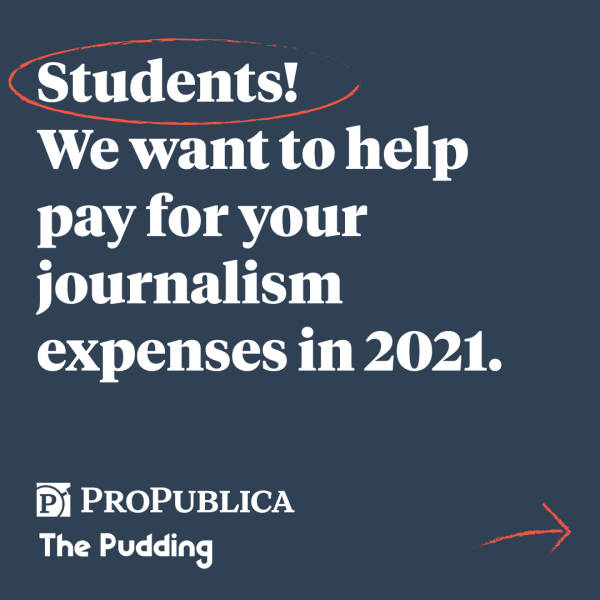 Students!
We want to help
pay for your
journalism
expenses in 2021.
P
PROPUBLICA
The Pudding